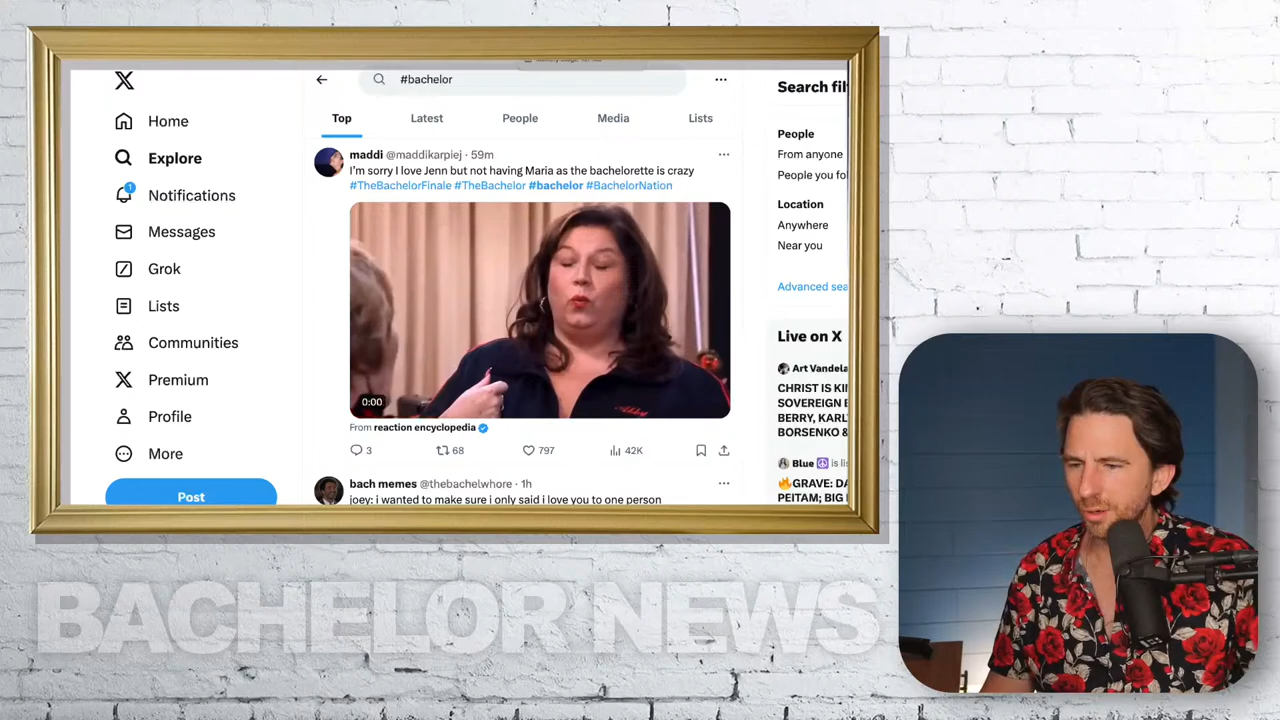 #bachelor
Home
Explore
1
Notifications
Messages
Grok
Lists
Communities
Premium
Profile
More
Post
Top
Latest
People
Media
Lists
maddi @maddikarpiej · 59m
I'm sorry I love Jenn but not having Maria as the bachelorette is crazy
#TheBachelorFinale #TheBachelor #bachelor #BachelorNation
0:00
From reaction encyclopedia
3
68
797
42K
bach memes @thebachelwhore · 1h
joey: i wanted to make sure i only said i love you to one person
Search fil
People
From anyone
People you fol
Location
Anywhere
Near you
Advanced sea
Live on X
Art Vandela
CHRIST IS KI
SOVEREIGN
BERRY, KARL
BORSENKO &
Blue is lis
GRAVE: DA
PEITAM; BIG
BACHELOR NEWS